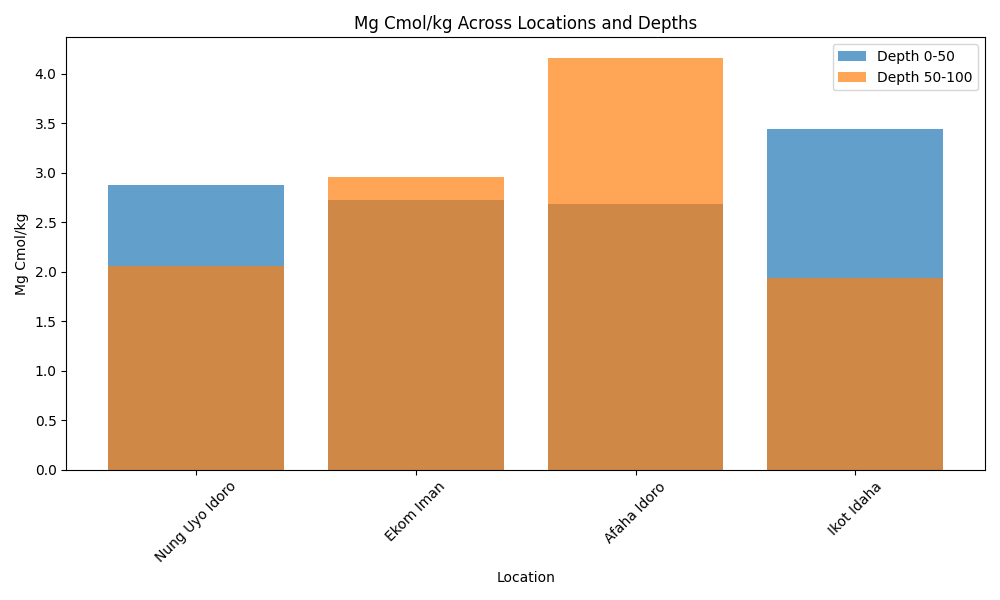 Mg Cmol/kg Across Locations and Depths
Depth 0-50
Depth 50-100
Mg Cmol/kg
4.0
3.5
3.0
2.5
2.0
1.5
1.0
0.5
0.0
Nung Uyo Idoro
Ekom Iman
Afaha Idoro
Ikot Idaha
Location